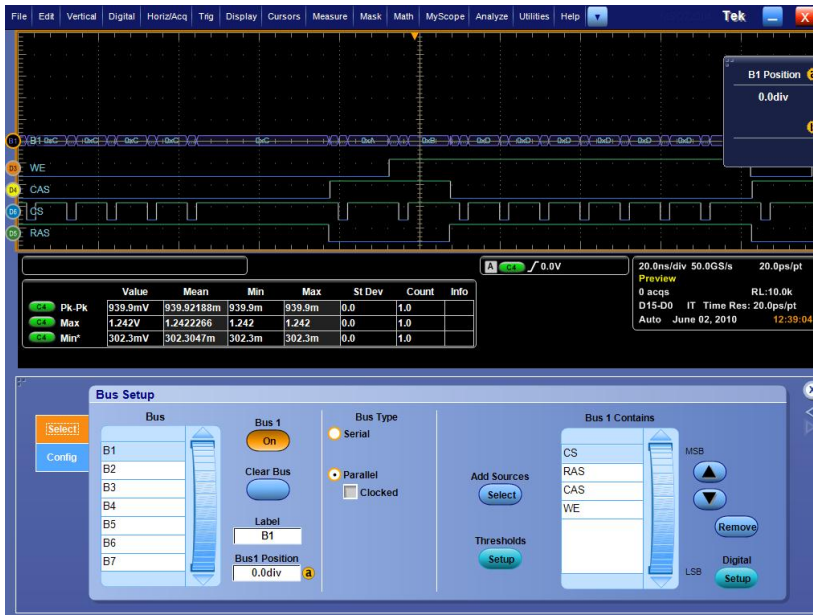 File Edit Vertical Digital Horiz/Acq Trig Display Cursors Measure Mask Math MyScope Analyze Utilities Help Tek X
B1 Position a
0.0div
B1 B1 0xC 0xC 0xC 0xC 0xC 0xA 0xB 0xD 0xD 0xD 0xD 0xD
D3 WE
D4 CAS
D6 CS
D5 RAS
A C4 0.0V
20.0ns/div 50.0GS/s 20.0ps/pt
Preview
0 acqs RL:10.0k
D15-D0 IT Time Res: 20.0ps/pt
Auto June 02, 2010 12:39:04
Value Mean Min Max St Dev Count Info
C4 Pk-Pk 939.9mV 939.92188m 939.9m 939.9m 0.0 1.0
C4 Max 1.242V 1.2422266 1.242 1.242 0.0 1.0
C4 Min* 302.3mV 302.3047m 302.3m 302.3m 0.0 1.0
Bus Setup
Select
Config
Bus
B1
B2
B3
B4
B5
B6
B7
Bus 1
On
Clear Bus
Label
B1
Bus1 Position
0.0div a
Bus Type
Serial
Parallel
Clocked
Add Sources
Select
Thresholds
Setup
Bus 1 Contains
CS
RAS
CAS
WE
MSB
Remove
LSB
Digital
Setup